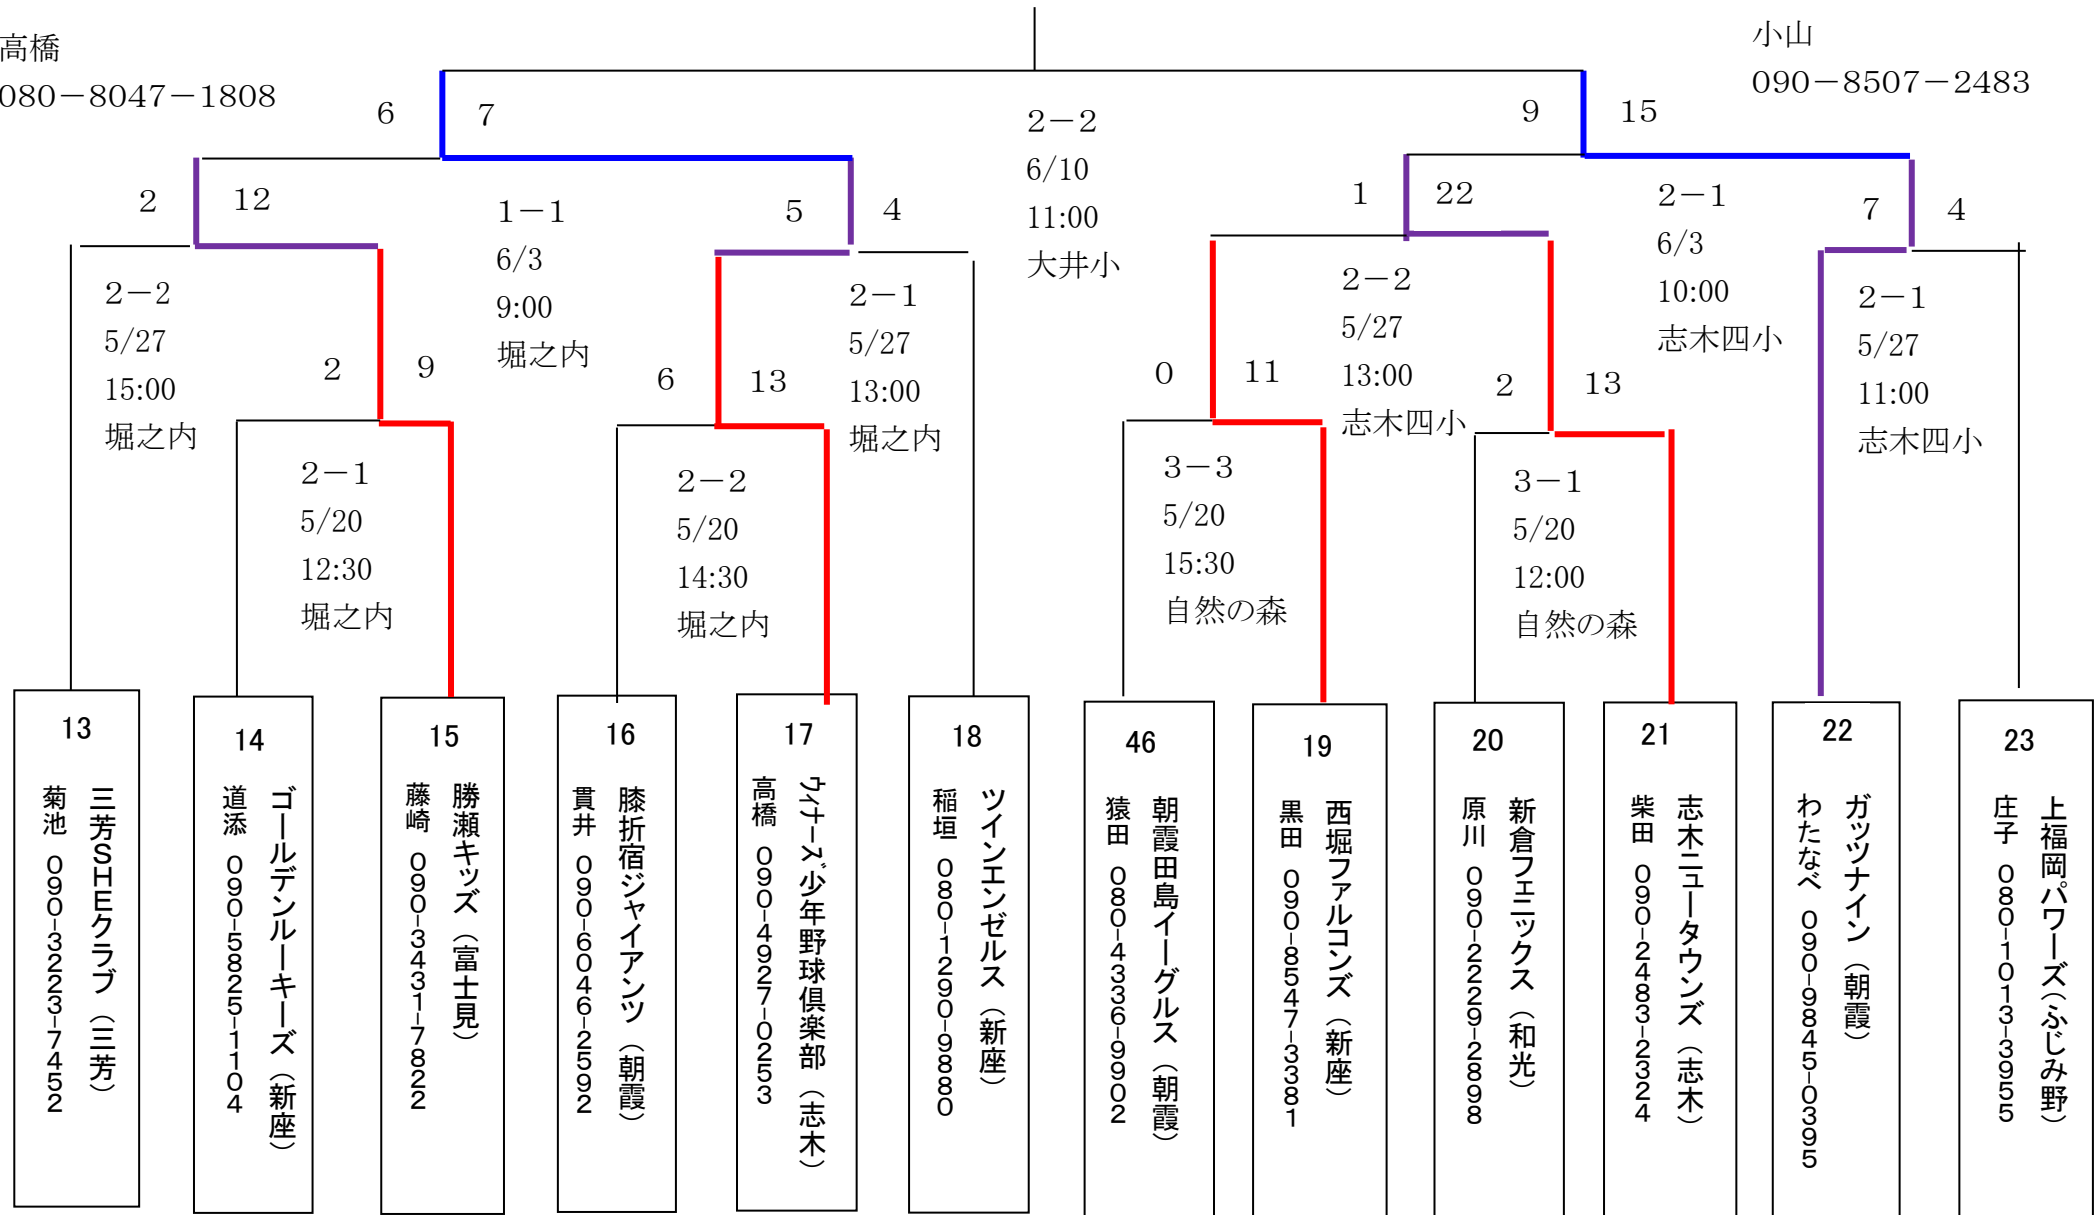 高橋
080－8047－1808
小山
090－8507－2483
6 7
9 15
2－2
6/10
11:00
大井小
2 12
1－1
6/3
9:00
堀之内
5 4
1 22
2－1
6/3
10:00
志木四小
7 4
2－2
5/27
15:00
堀之内
2 9
6 13
2－1
5/27
13:00
堀之内
0 11
2－2
5/27
13:00
志木四小
2 13
2－1
5/27
11:00
志木四小
2－1
5/20
12:30
堀之内
2－2
5/20
14:30
堀之内
3－3
5/20
15:30
自然の森
3－1
5/20
12:00
自然の森
13
三芳SHEクラブ（三芳）
菊池 090-3223-7452
14
ゴールデンルーキーズ（新座）
道添 090-5825-1104
15
勝瀬キッズ（富士見）
藤崎 090-3431-7822
16
膝折宿ジャイアンツ（朝霞）
貫井 090-6046-2592
17
ウィナーズ少年野球倶楽部（志木）
高橋 090-4927-0253
18
ツインエンゼルス（新座）
稲垣 080-1290-9880
46
朝霞田島イーグルス（朝霞）
猿田 080-4336-9902
19
西堀ファルコンズ（新座）
黒田 090-8547-3381
20
新倉フェニックス（和光）
原川 090-2229-2898
21
志木ニュータウンズ（志木）
柴田 090-2483-2324
22
ガッツナイン（朝霞）
わたなべ 090-9845-0395
23
上福岡パワーズ（ふじみ野）
庄子 080-1013-3955